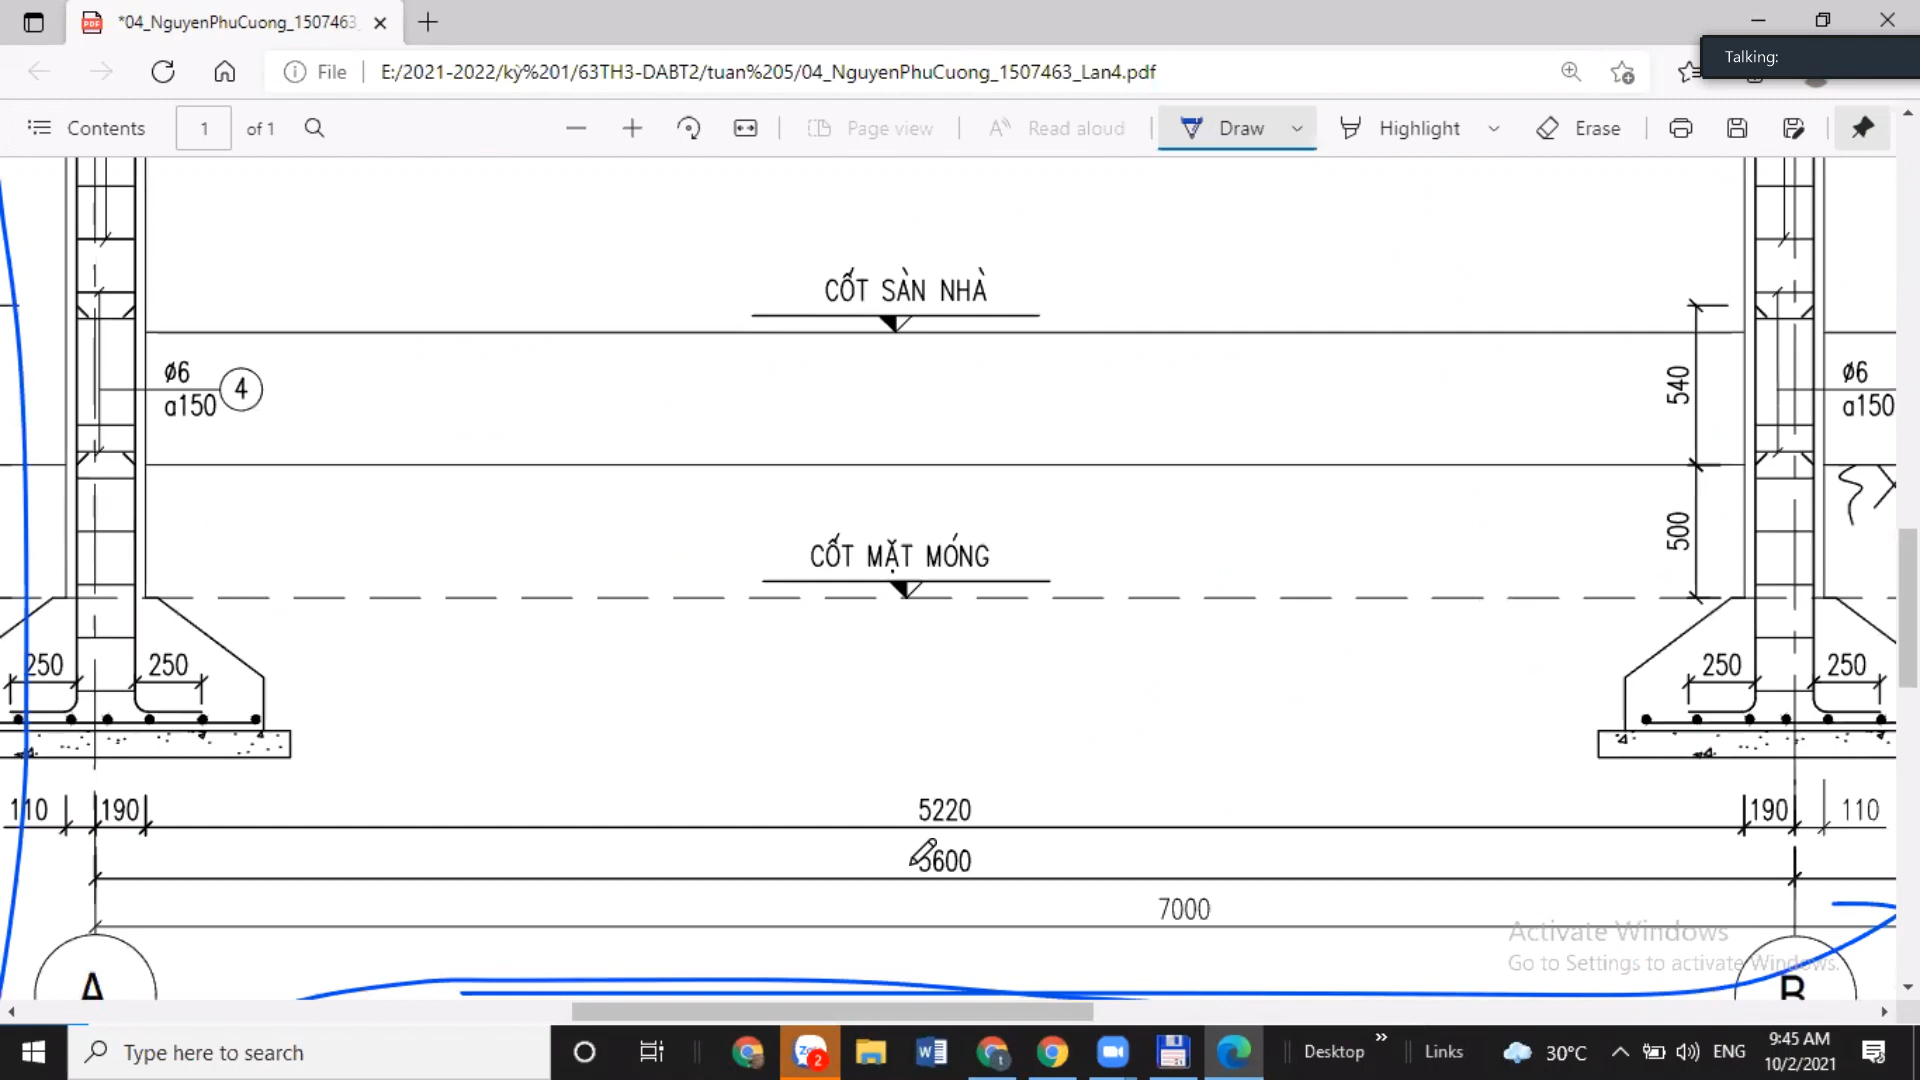 *04_NguyenPhuCuong_1507463_
Talking:
File
E:/2021-2022/kỳ%201/63TH3-DABT2/tuan%205/04_NguyenPhuCuong_1507463_Lan4.pdf
Contents 1 of 1 Page view Read aloud Draw Highlight Erase
CỐT SÀN NHÀ
Ø6
a150
4
540
Ø6
a150
CỐT MẶT MÓNG
500
250 250
250 250
110 190 5220 190 110
5600
7000
A B
Activate Windows
Go to Settings to activate Windows.
Type here to search
2
Desktop
Links
30°C
ENG
9:45 AM
10/2/2021